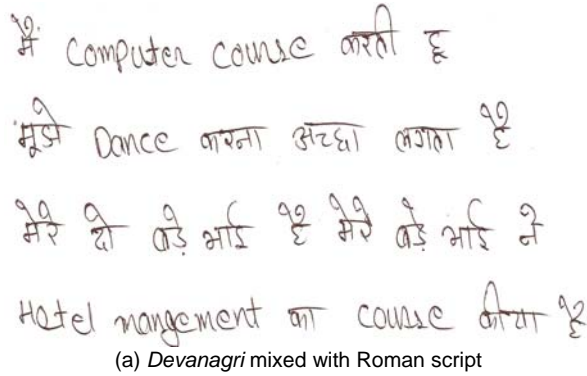 मैं Computer course करती हू
मूझे Dance करना अच्छा लगता है
मेरे दो बड़े भाई है मेरे बड़े भाई ने
Hotel mangement का course कीया है
(a) Devanagri mixed with Roman script